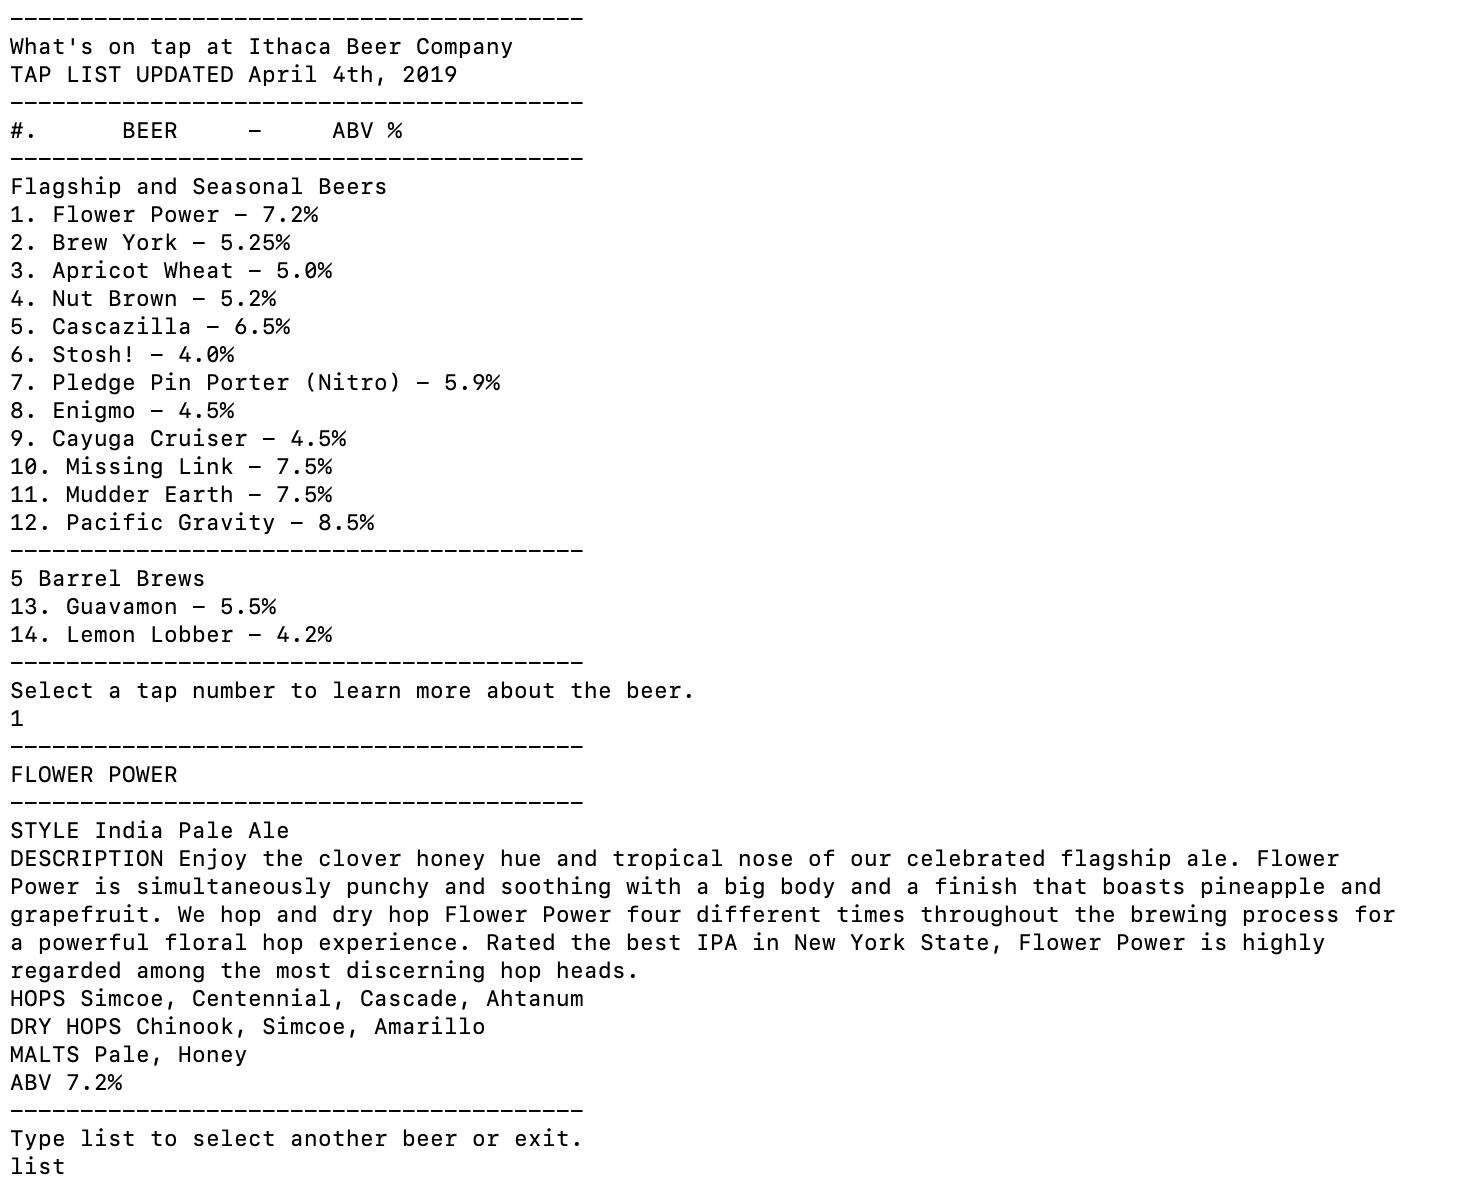 -----------------------------------------
What's on tap at Ithaca Beer Company
TAP LIST UPDATED April 4th, 2019
-----------------------------------------
#.      BEER     -     ABV %
-----------------------------------------
Flagship and Seasonal Beers
1. Flower Power - 7.2%
2. Brew York - 5.25%
3. Apricot Wheat - 5.0%
4. Nut Brown - 5.2%
5. Cascazilla - 6.5%
6. Stosh! - 4.0%
7. Pledge Pin Porter (Nitro) - 5.9%
8. Enigmo - 4.5%
9. Cayuga Cruiser - 4.5%
10. Missing Link - 7.5%
11. Mudder Earth - 7.5%
12. Pacific Gravity - 8.5%
-----------------------------------------
5 Barrel Brews
13. Guavamon - 5.5%
14. Lemon Lobber - 4.2%
-----------------------------------------
Select a tap number to learn more about the beer.
1
-----------------------------------------
FLOWER POWER
-----------------------------------------
STYLE India Pale Ale
DESCRIPTION Enjoy the clover honey hue and tropical nose of our celebrated flagship ale. Flower
Power is simultaneously punchy and soothing with a big body and a finish that boasts pineapple and
grapefruit. We hop and dry hop Flower Power four different times throughout the brewing process for
a powerful floral hop experience. Rated the best IPA in New York State, Flower Power is highly
regarded among the most discerning hop heads.
HOPS Simcoe, Centennial, Cascade, Ahtanum
DRY HOPS Chinook, Simcoe, Amarillo
MALTS Pale, Honey
ABV 7.2%
-----------------------------------------
Type list to select another beer or exit.
list